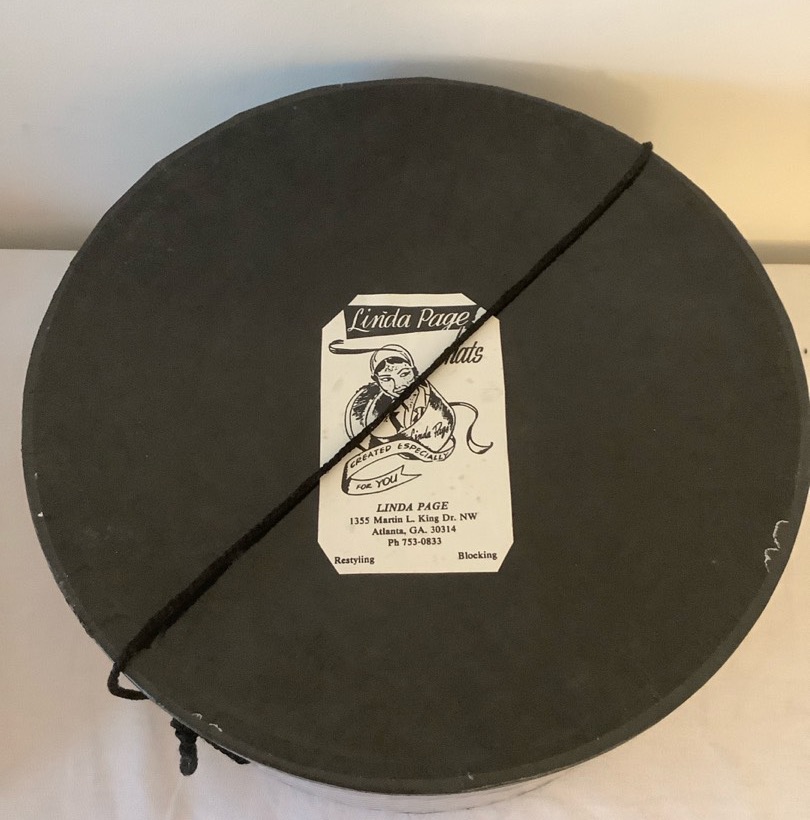 Linda Page
hats
Linda Page
CREATED ESPECIALLY
FOR YOU
LINDA PAGE
1355 Martin L. King Dr. NW
Atlanta, GA. 30314
Ph 753-0833
Restyling Blocking